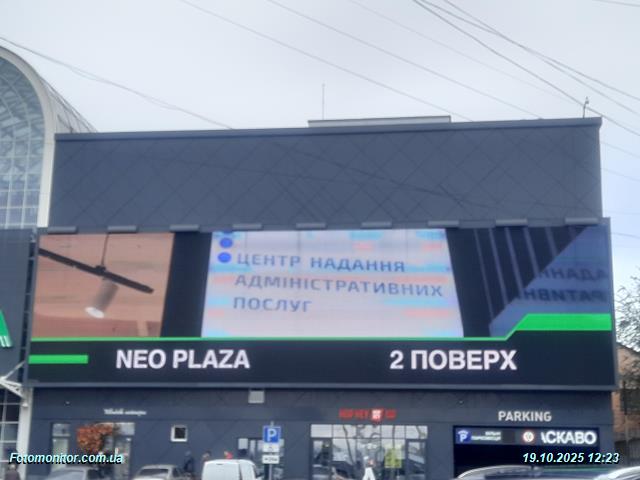 ЦЕНТР НАДАННЯ
АДМІНІСТРАТИВНИХ
ПОСЛУГ
NEO PLAZA
2 ПОВЕРХ
PARKING
P
P
Fotomonitor.com.ua
19.10.2025 12:23